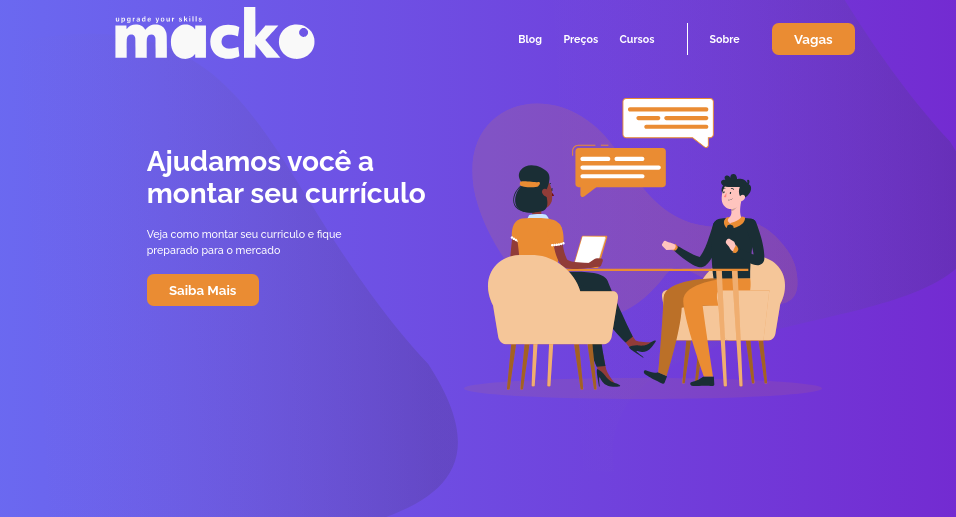 upgrade your skills
macko
Blog Preços Cursos Sobre Vagas
Ajudamos você a
montar seu currículo
Veja como montar seu currículo e fique
preparado para o mercado
Saiba Mais